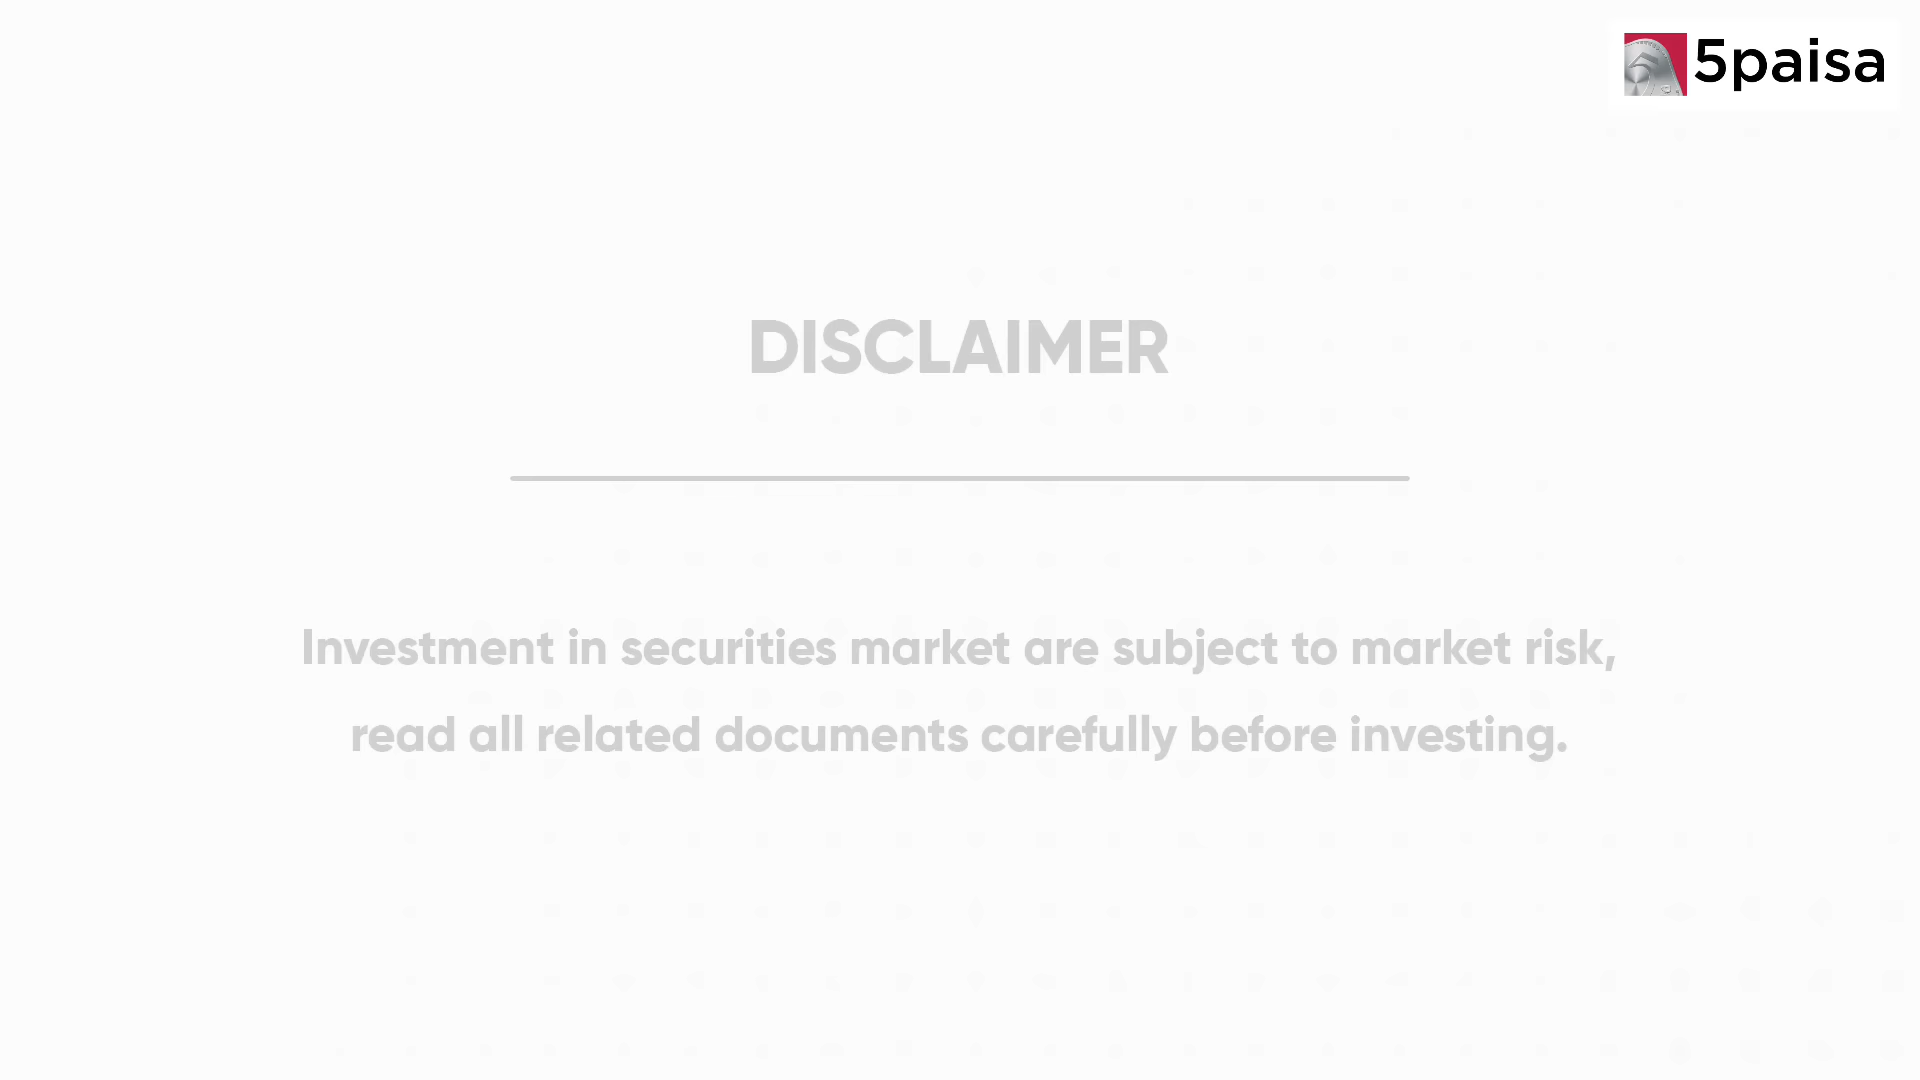 5paisa
DISCLAIMER
Investment in securities market are subject to market risk,
read all related documents carefully before investing.